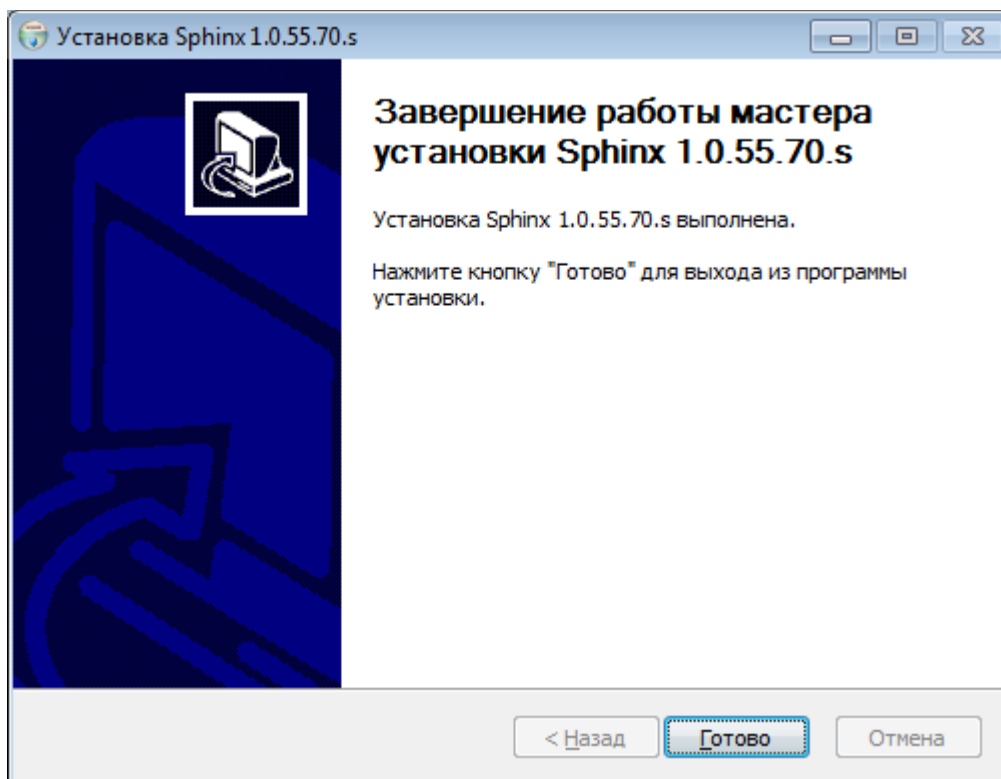 Установка Sphinx 1.0.55.70.s
Завершение работы мастера
установки Sphinx 1.0.55.70.s
Установка Sphinx 1.0.55.70.s выполнена.
Нажмите кнопку "Готово" для выхода из программы
установки.
< Назад
Готово
Отмена